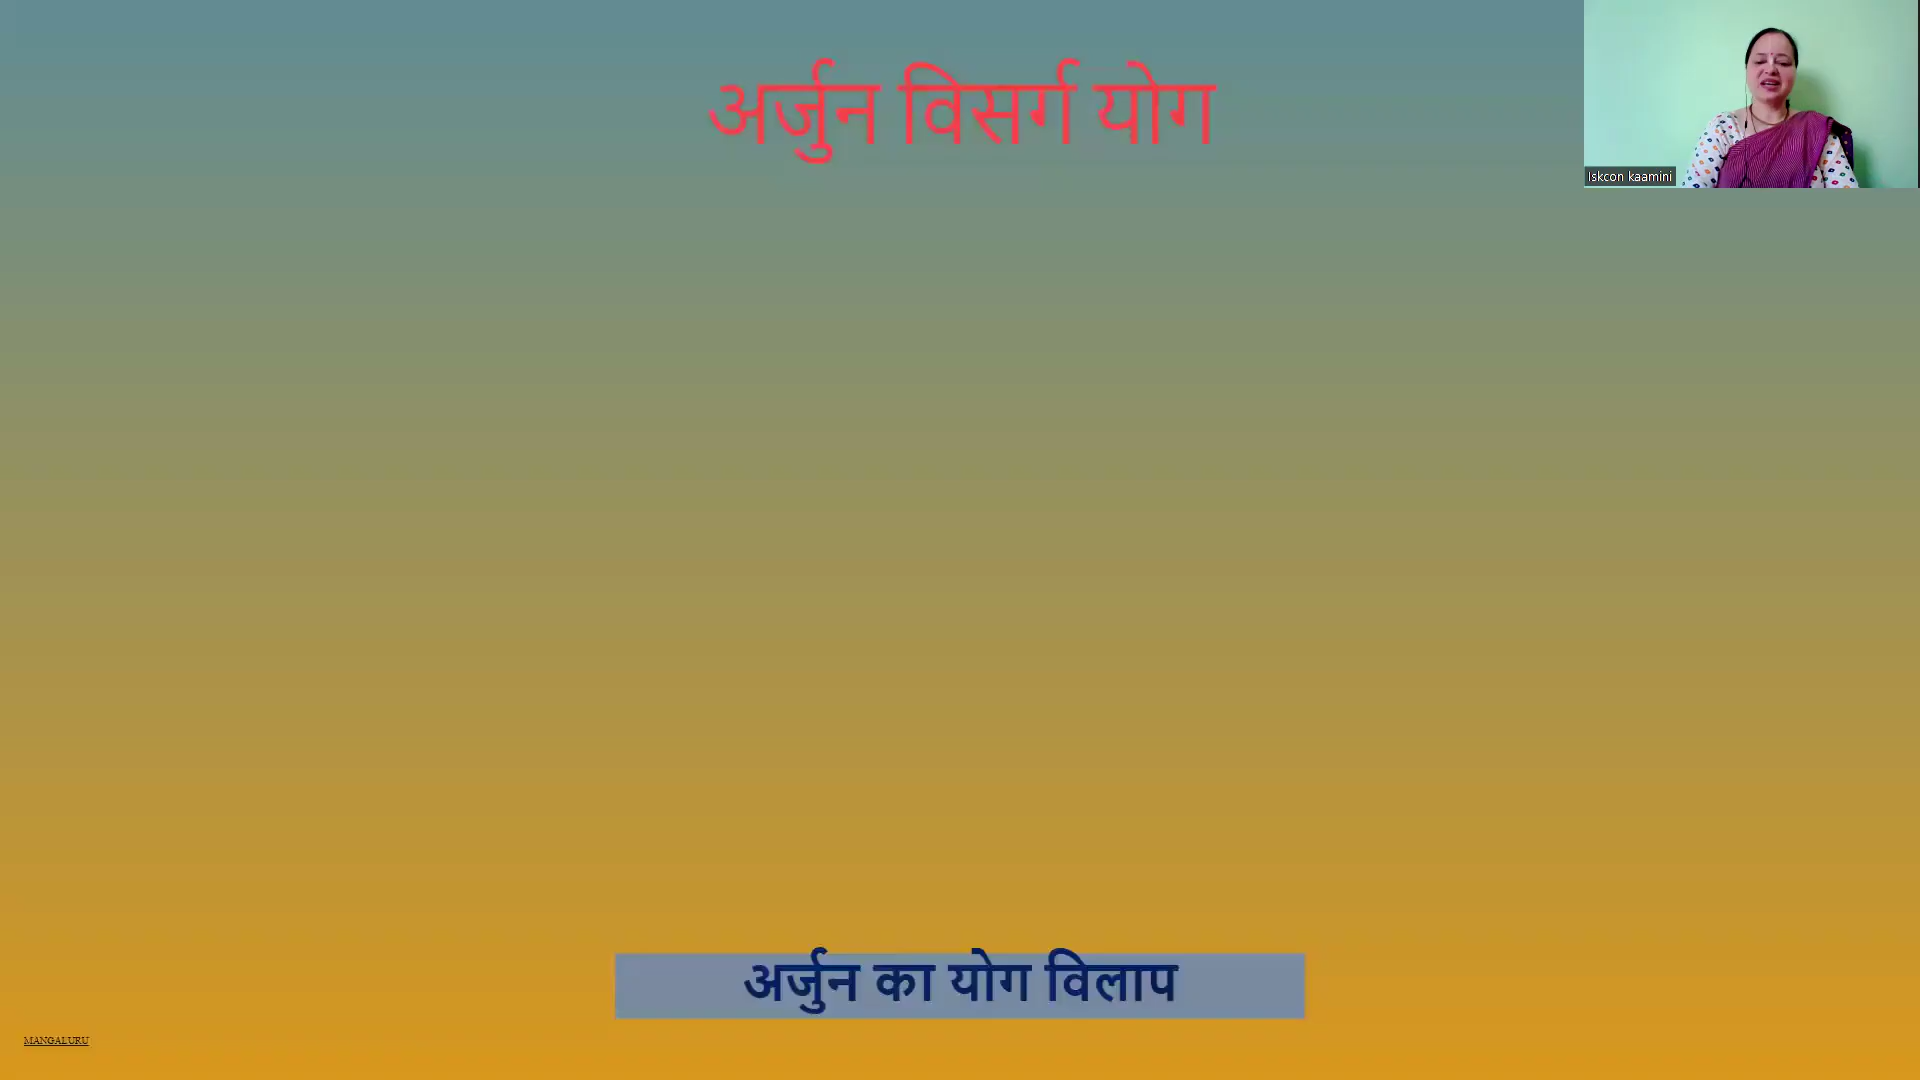 अर्जुन विसर्ग योग
Iskcon kaamini
अर्जुन का योग विलाप
MANGALURU